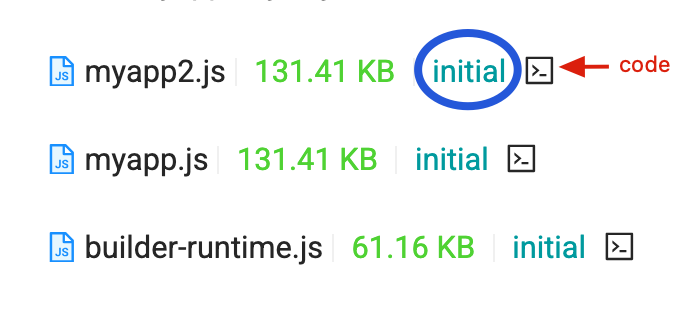 myapp2.js 131.41 KB initial code
myapp.js 131.41 KB initial
builder-runtime.js 61.16 KB initial